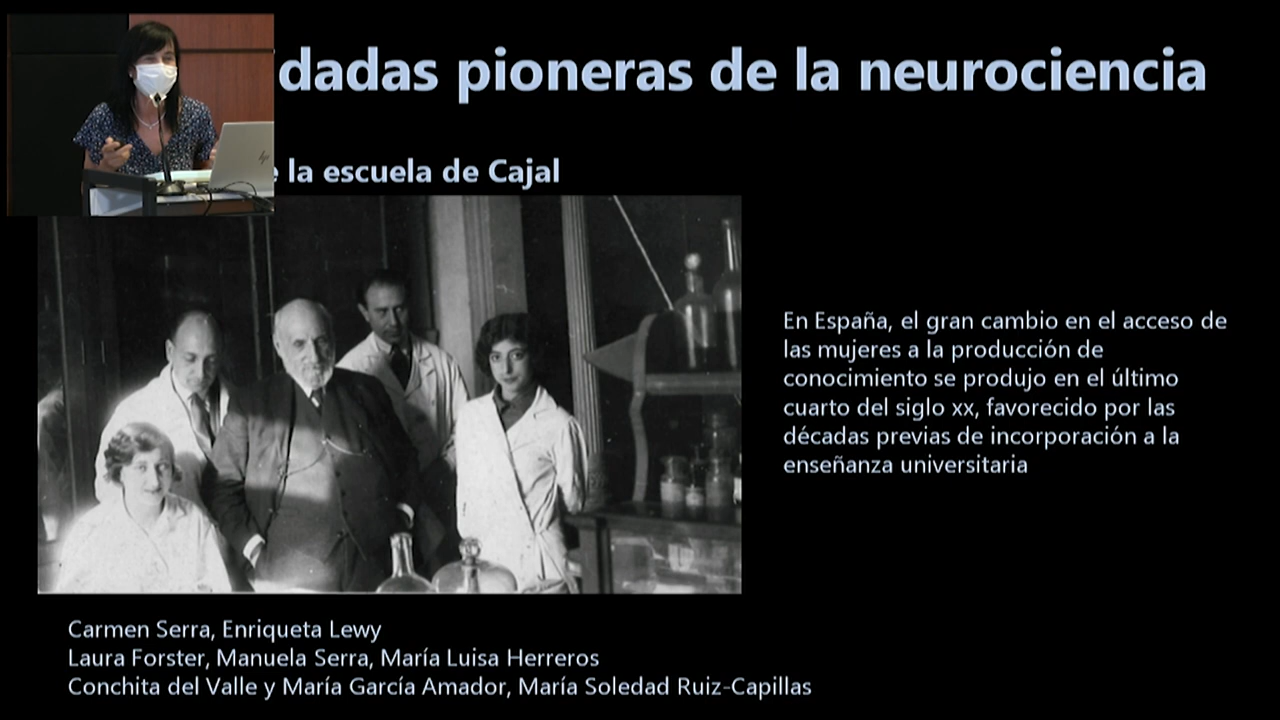 dadas pioneras de la neurociencia
la escuela de Cajal
hp
En España, el gran cambio en el acceso de
las mujeres a la producción de
conocimiento se produjo en el último
cuarto del siglo xx, favorecido por las
décadas previas de incorporación a la
enseñanza universitaria
Carmen Serra, Enriqueta Lewy
Laura Forster, Manuela Serra, María Luisa Herreros
Conchita del Valle y María García Amador, María Soledad Ruiz-Capillas